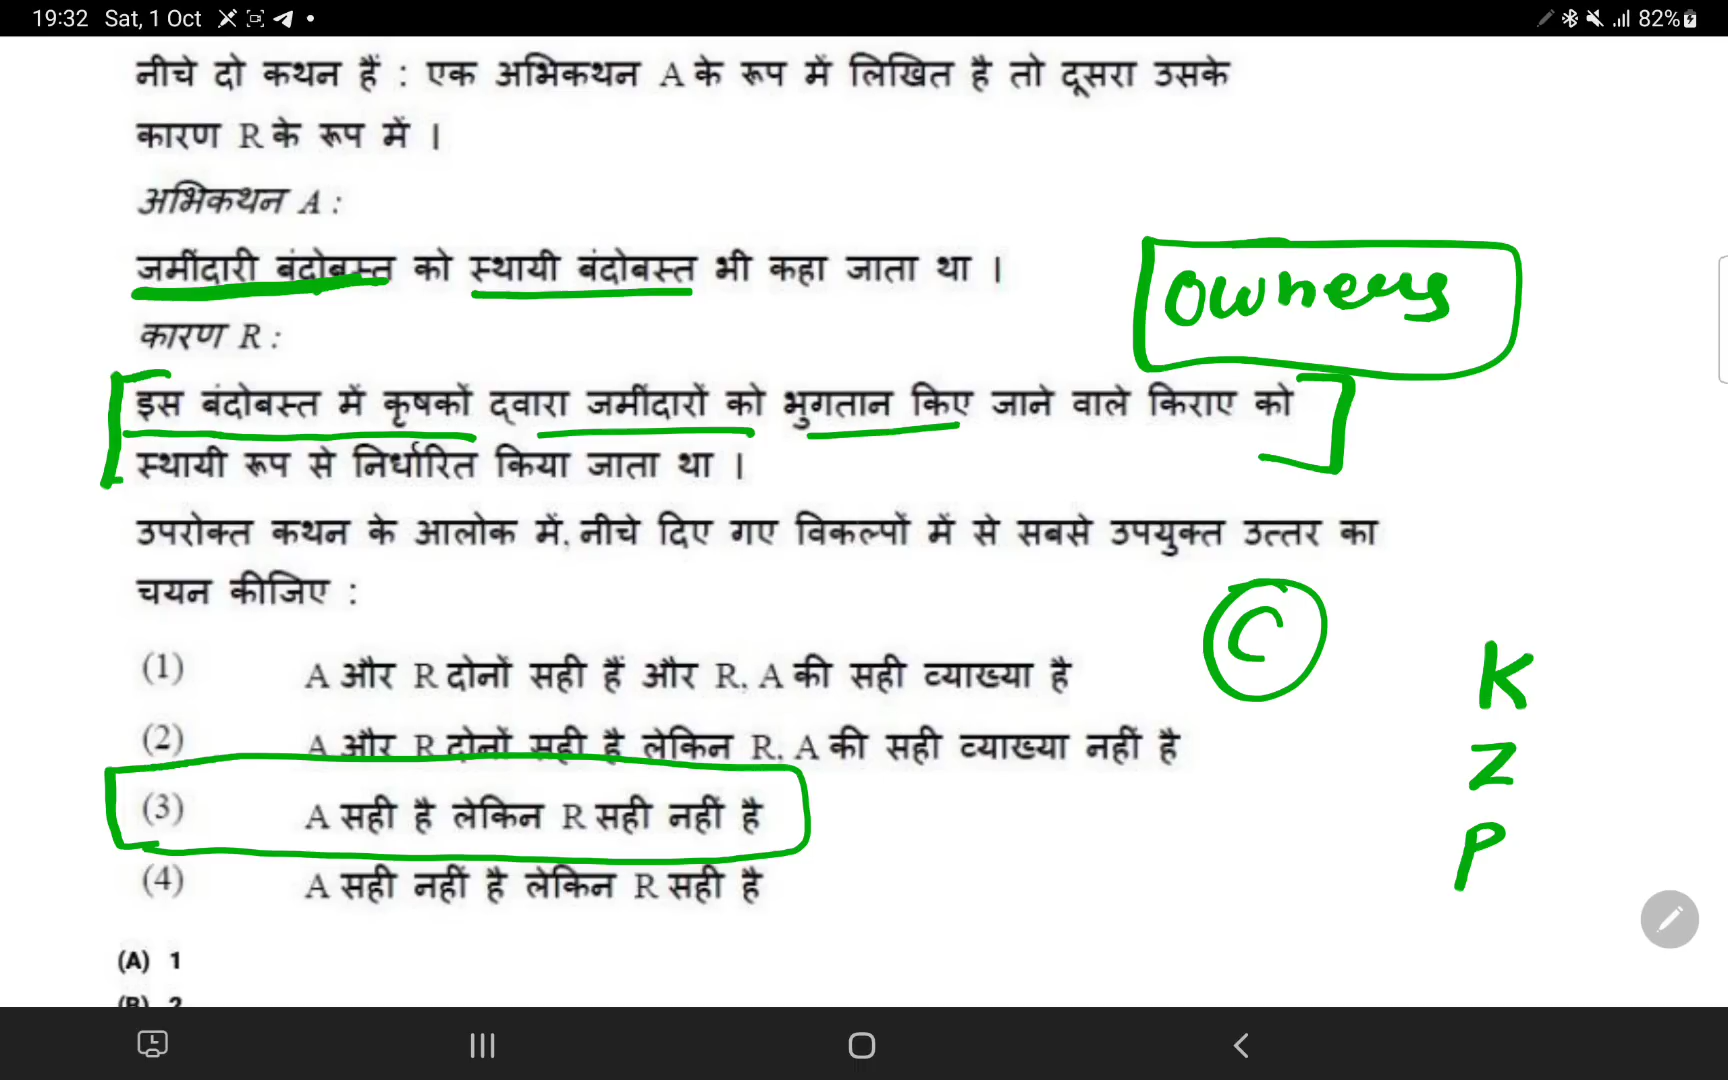 19:32 Sat, 1 Oct
82%
नीचे दो कथन हैं : एक अभिकथन A के रूप में लिखित है तो दूसरा उसके
कारण R के रूप में ।
अभिकथन A :
जमींदारी बंदोबस्त को स्थायी बंदोबस्त भी कहा जाता था ।
owners
कारण R :
इस बंदोबस्त में कृषकों द्वारा जमींदारों को भुगतान किए जाने वाले किराए को
स्थायी रूप से निर्धारित किया जाता था ।
उपरोक्त कथन के आलोक में, नीचे दिए गए विकल्पों में से सबसे उपयुक्त उत्तर का
चयन कीजिए :
C
(1) A और R दोनों सही हैं और R, A की सही व्याख्या है
K
(2) A और R दोनों सही है लेकिन R, A की सही व्याख्या नहीं है
Z
(3) A सही है लेकिन R सही नहीं है
P
(4) A सही नहीं है लेकिन R सही है
(A) 1
(B) 2